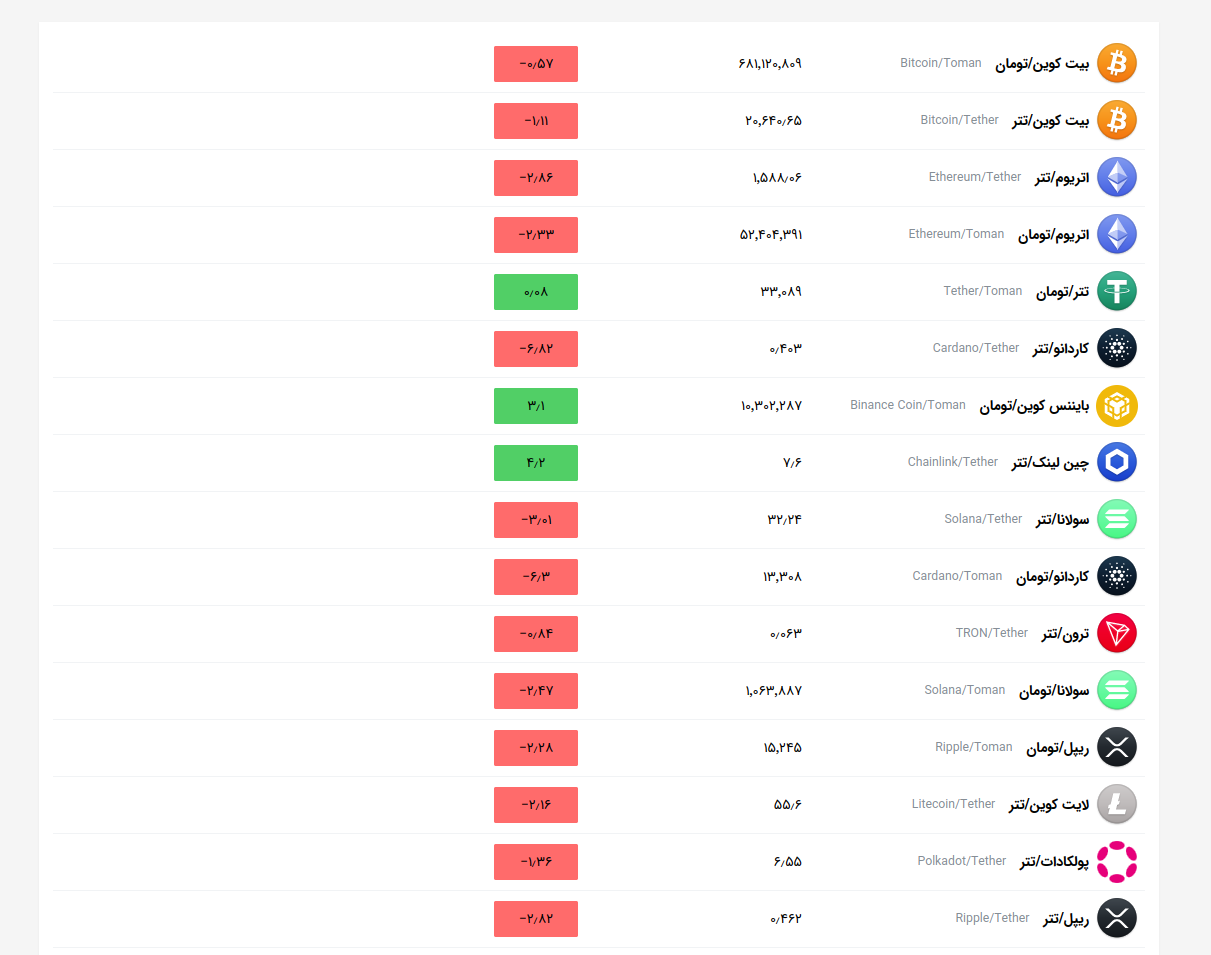 بیت کوین/تومان Bitcoin/Toman ۶۸۱,۱۲۰,۸۰۹ −۰٫۵۷
بیت کوین/تتر Bitcoin/Tether ۲۰,۶۴۰٫۶۵ −۱٫۱۱
اتریوم/تتر Ethereum/Tether ۱,۵۸۸٫۰۶ −۲٫۸۶
اتریوم/تومان Ethereum/Toman ۵۲,۴۰۴,۳۹۱ −۲٫۳۳
تتر/تومان Tether/Toman ۳۳,۰۸۹ ۰٫۰۸
کاردانو/تتر Cardano/Tether ۰٫۴۰۳ −۶٫۸۲
بایننس کوین/تومان Binance Coin/Toman ۱۰,۳۰۲,۲۸۷ ۳٫۱
چین لینک/تتر Chainlink/Tether ۷٫۶ ۴٫۲
سولانا/تتر Solana/Tether ۳۲٫۲۴ −۳٫۰۱
کاردانو/تومان Cardano/Toman ۱۳,۳۰۸ −۶٫۳
ترون/تتر TRON/Tether ۰٫۰۶۳ −۰٫۸۴
سولانا/تومان Solana/Toman ۱,۰۶۳,۸۸۷ −۲٫۴۷
ریپل/تومان Ripple/Toman ۱۵,۲۴۵ −۲٫۲۸
لایت کوین/تتر Litecoin/Tether ۵۵٫۶ −۲٫۱۶
پولکادات/تتر Polkadot/Tether ۶٫۵۵ −۱٫۳۶
ریپل/تتر Ripple/Tether ۰٫۴۶۲ −۲٫۸۲